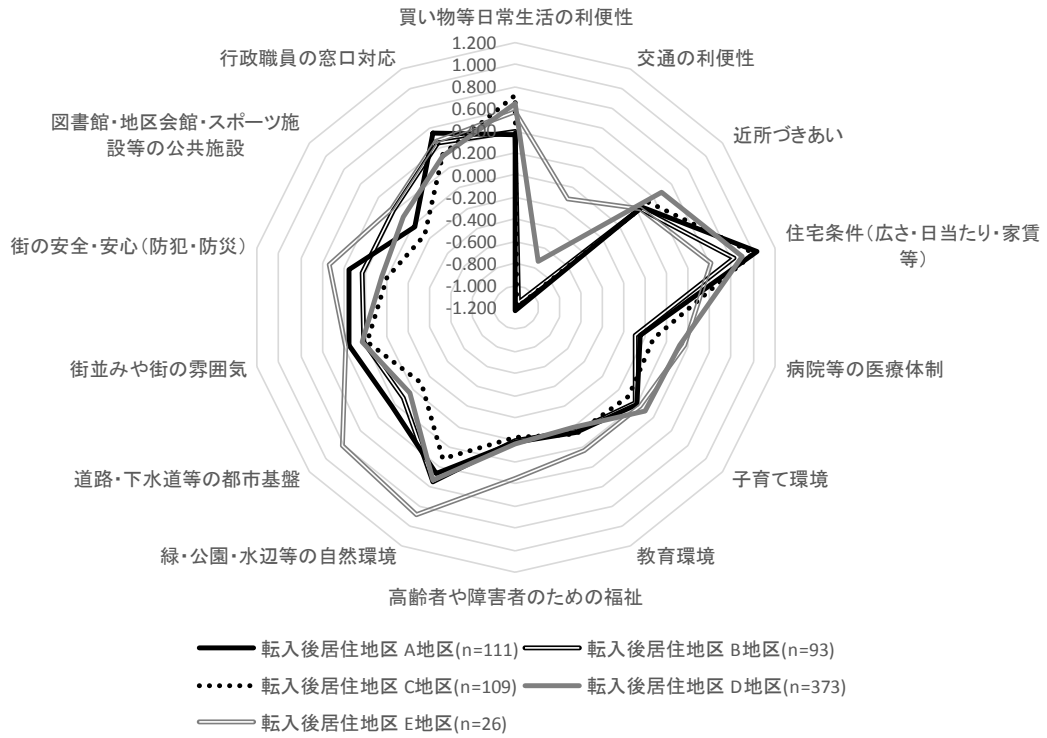 買い物等日常生活の利便性
行政職員の窓口対応
交通の利便性
図書館・地区会館・スポーツ施
設等の公共施設
近所づきあい
街の安全・安心（防犯・防災）
住宅条件（広さ・日当たり・家賃
等）
街並みや街の雰囲気
病院等の医療体制
道路・下水道等の都市基盤
子育て環境
緑・公園・水辺等の自然環境
教育環境
高齢者や障害者のための福祉
1.200
1.000
0.800
0.600
0.400
0.200
0.000
-0.200
-0.400
-0.600
-0.800
-1.000
-1.200
転入後居住地区 A地区(n=111)
転入後居住地区 B地区(n=93)
転入後居住地区 C地区(n=109)
転入後居住地区 D地区(n=373)
転入後居住地区 E地区(n=26)